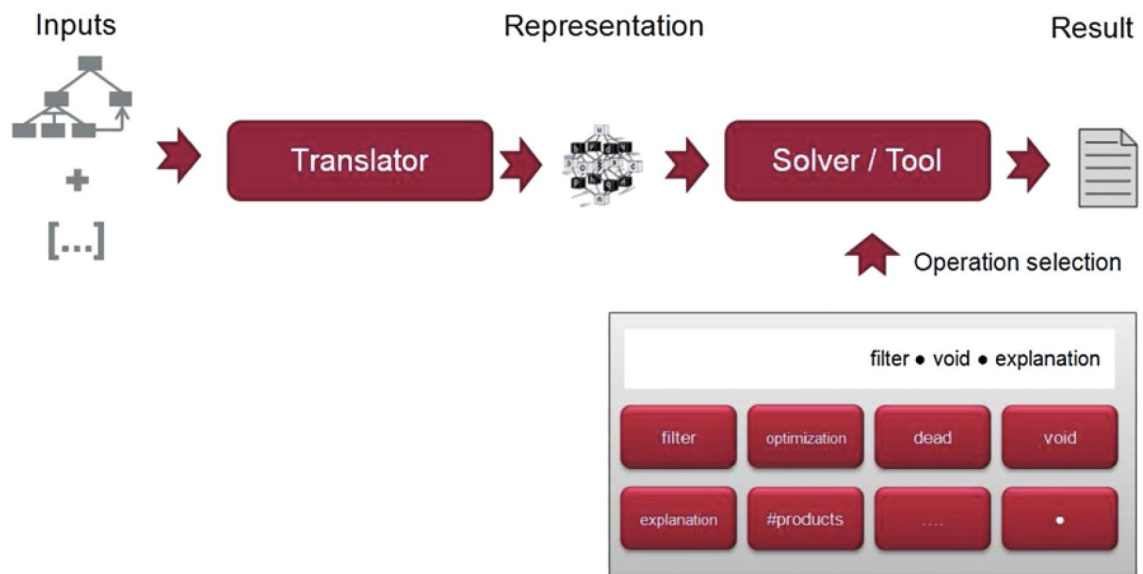 Inputs
Representation
Result
Translator
Solver / Tool
+
[...]
Operation selection
filter ● void ● explanation
filter
optimization
dead
void
explanation
#products
....
●